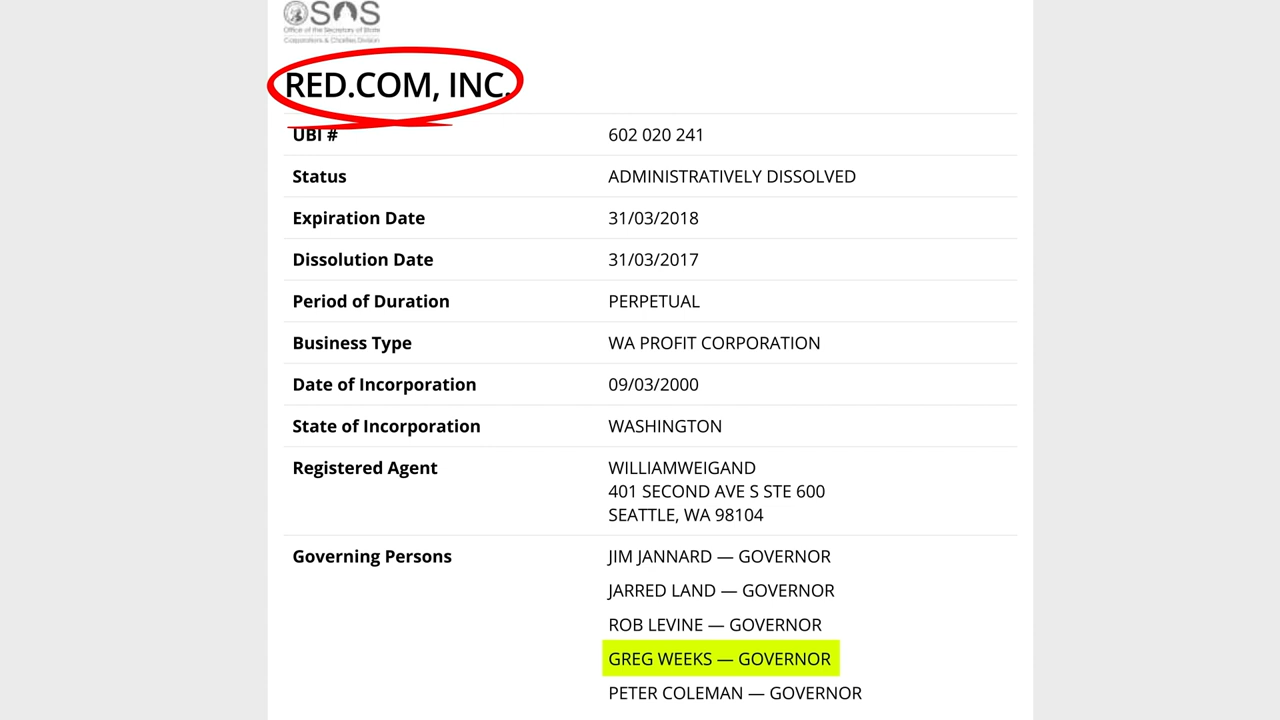 SOS
Office of the Secretary of State
Corporations & Charities Division
RED.COM, INC.
UBI # 602 020 241
Status ADMINISTRATIVELY DISSOLVED
Expiration Date 31/03/2018
Dissolution Date 31/03/2017
Period of Duration PERPETUAL
Business Type WA PROFIT CORPORATION
Date of Incorporation 09/03/2000
State of Incorporation WASHINGTON
Registered Agent WILLIAMWEIGAND
401 SECOND AVE S STE 600
SEATTLE, WA 98104
Governing Persons JIM JANNARD — GOVERNOR
JARRED LAND — GOVERNOR
ROB LEVINE — GOVERNOR
GREG WEEKS — GOVERNOR
PETER COLEMAN — GOVERNOR